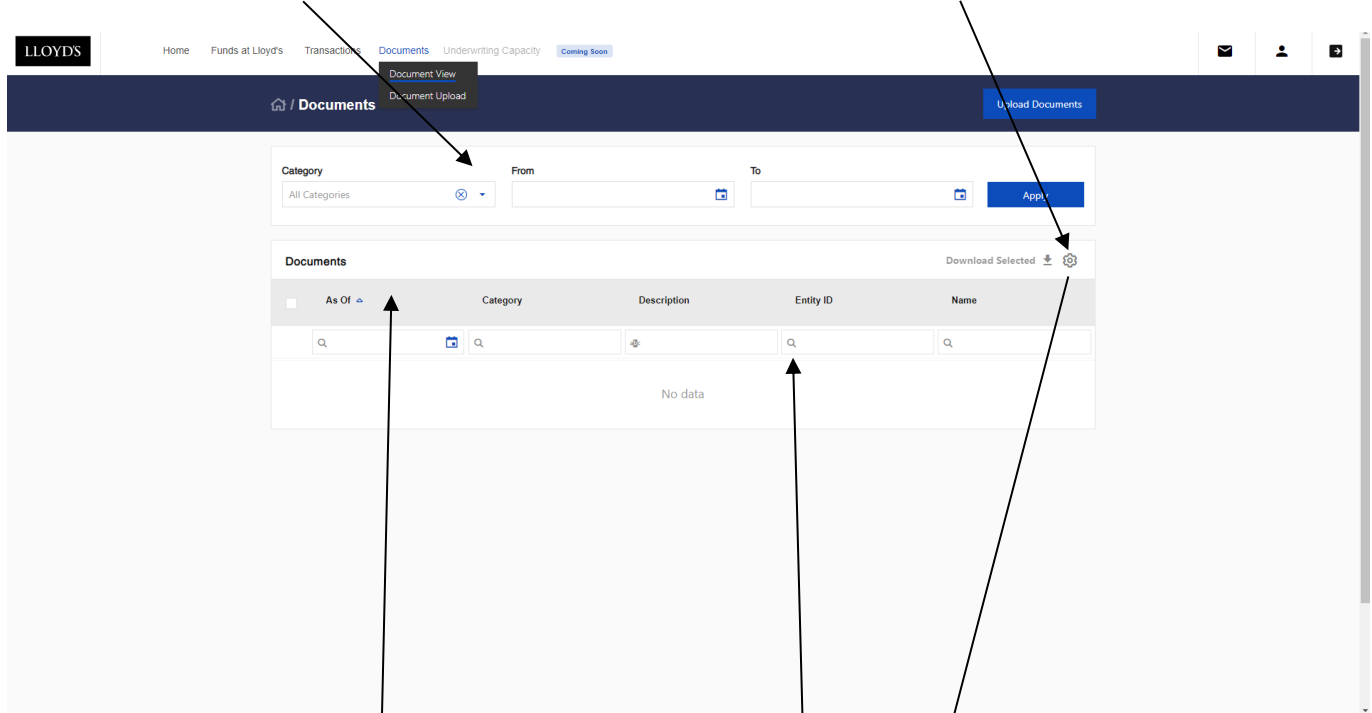 LLOYD'S
Home Funds at Lloyd's Transactions Documents Underwriting Capacity Coming Soon
Document View
Document Upload
/ Documents
Upload Documents
Category From To
All Categories
Apply
Documents Download Selected
As Of Category Description Entity ID Name
No data